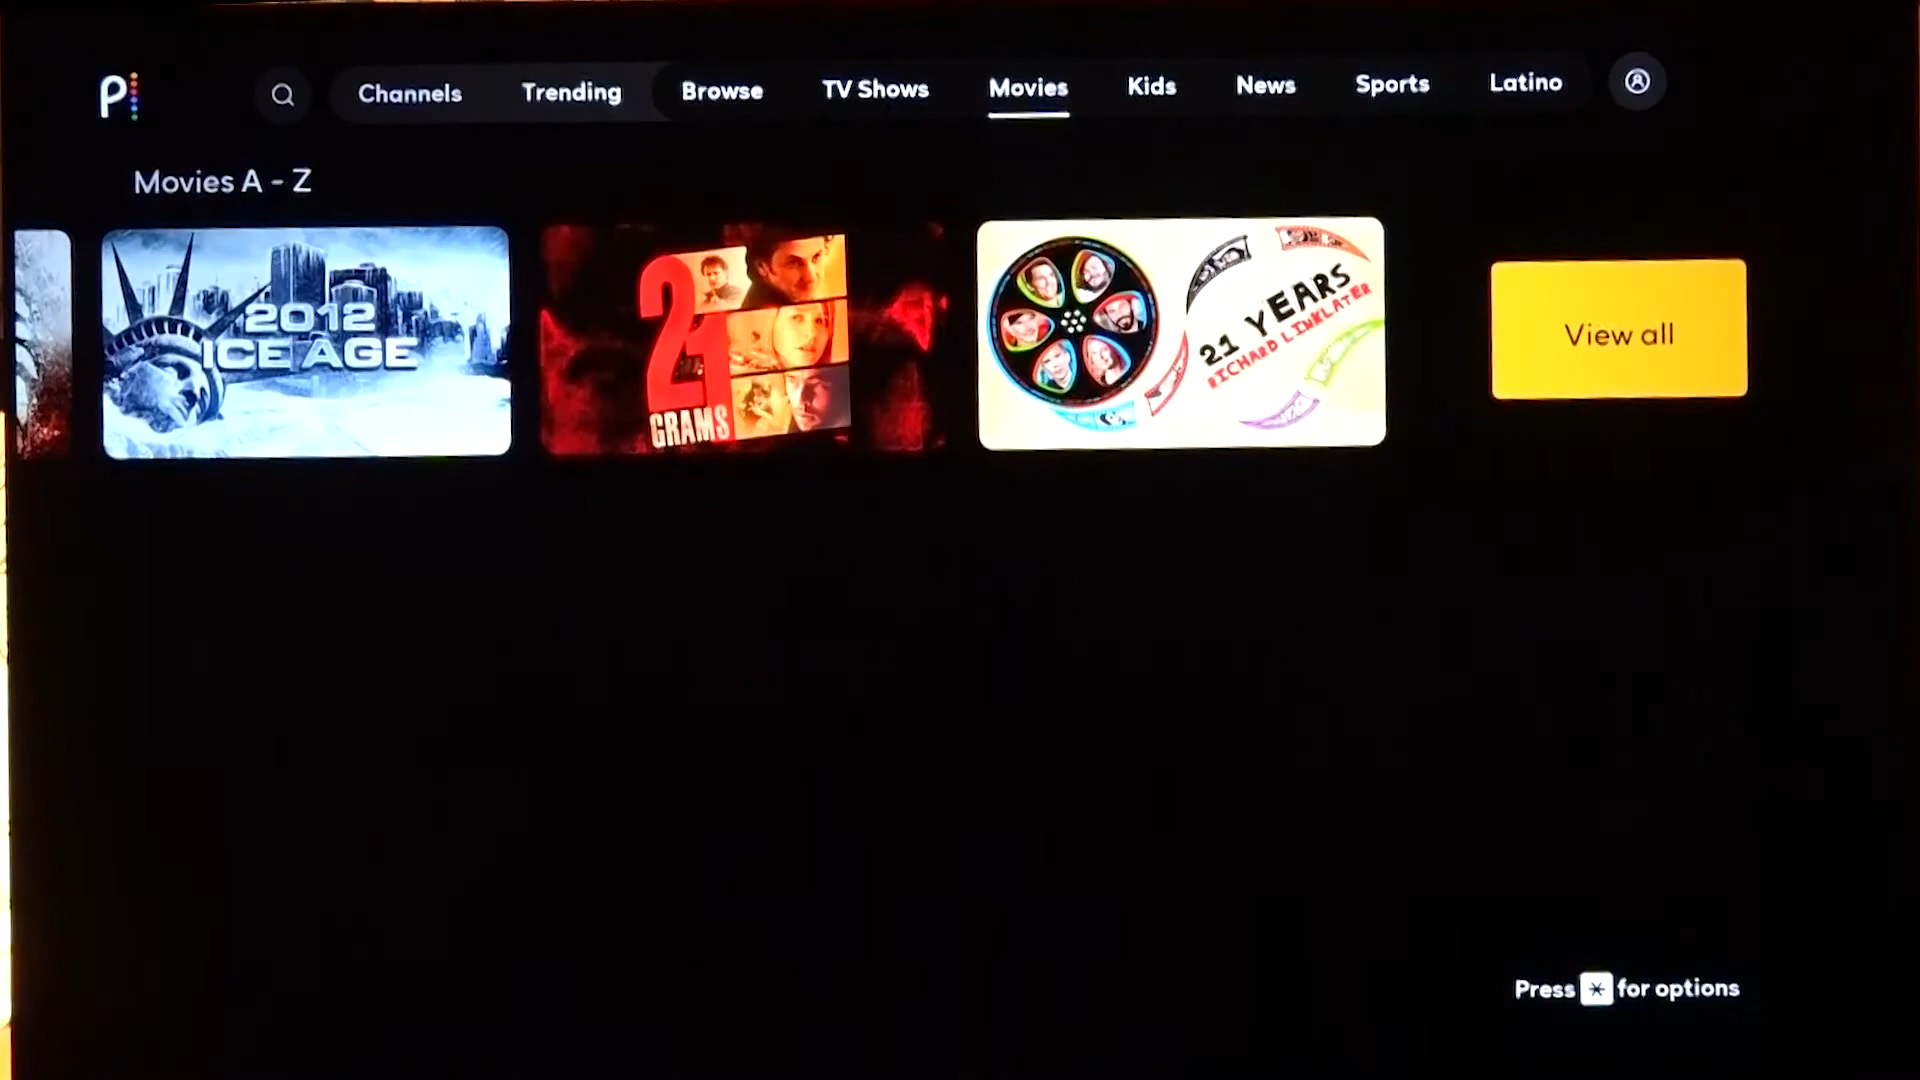 P
Channels Trending Browse TV Shows Movies Kids News Sports Latino
Movies A - Z
2012
ICE AGE
21
GRAMS
21 YEARS
RICHARD LINKLATER
View all
Press * for options